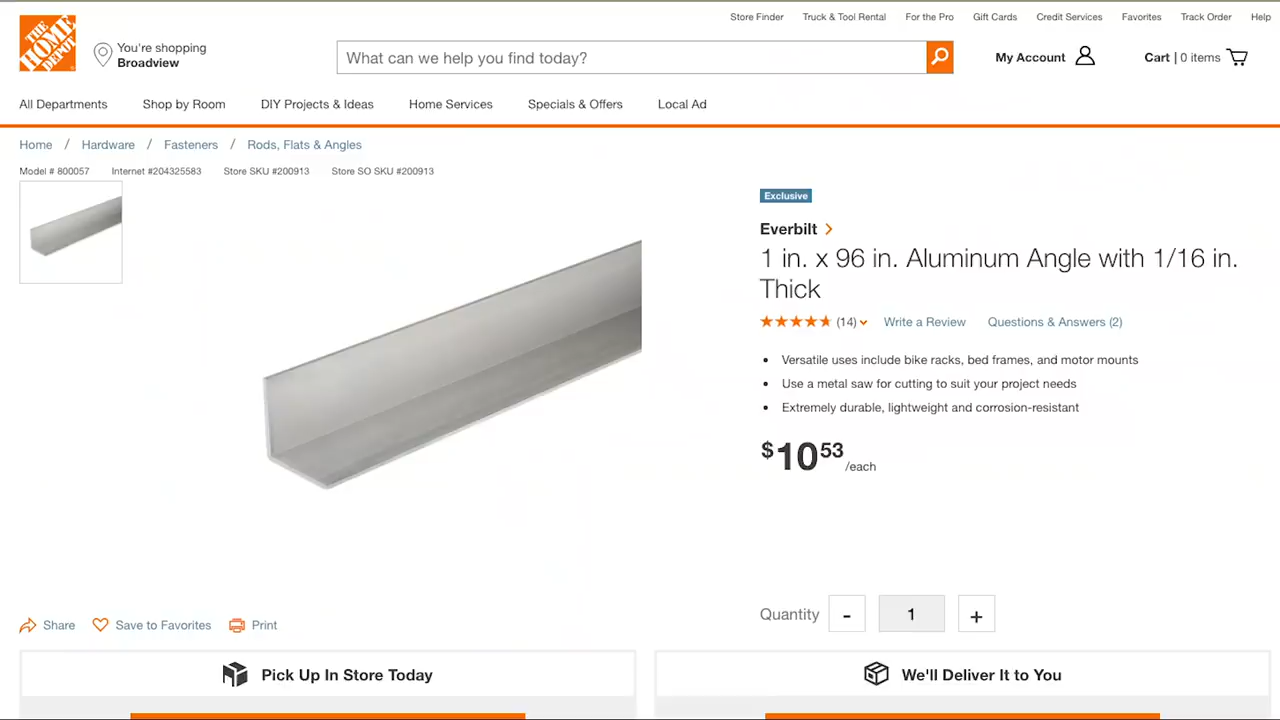 Store Finder Truck & Tool Rental For the Pro Gift Cards Credit Services Favorites Track Order Help
THE HOME DEPOT
You're shopping
Broadview
What can we help you find today?
My Account
Cart | 0 items
All Departments Shop by Room DIY Projects & Ideas Home Services Specials & Offers Local Ad
Home / Hardware / Fasteners / Rods, Flats & Angles
Model # 800057 Internet #204325583 Store SKU #200913 Store SO SKU #200913
Exclusive
Everbilt
1 in. x 96 in. Aluminum Angle with 1/16 in.
Thick
(14) Write a Review Questions & Answers (2)
• Versatile uses include bike racks, bed frames, and motor mounts
• Use a metal saw for cutting to suit your project needs
• Extremely durable, lightweight and corrosion-resistant
$10 53 /each
Quantity - 1 +
Share Save to Favorites Print
Pick Up In Store Today
We'll Deliver It to You